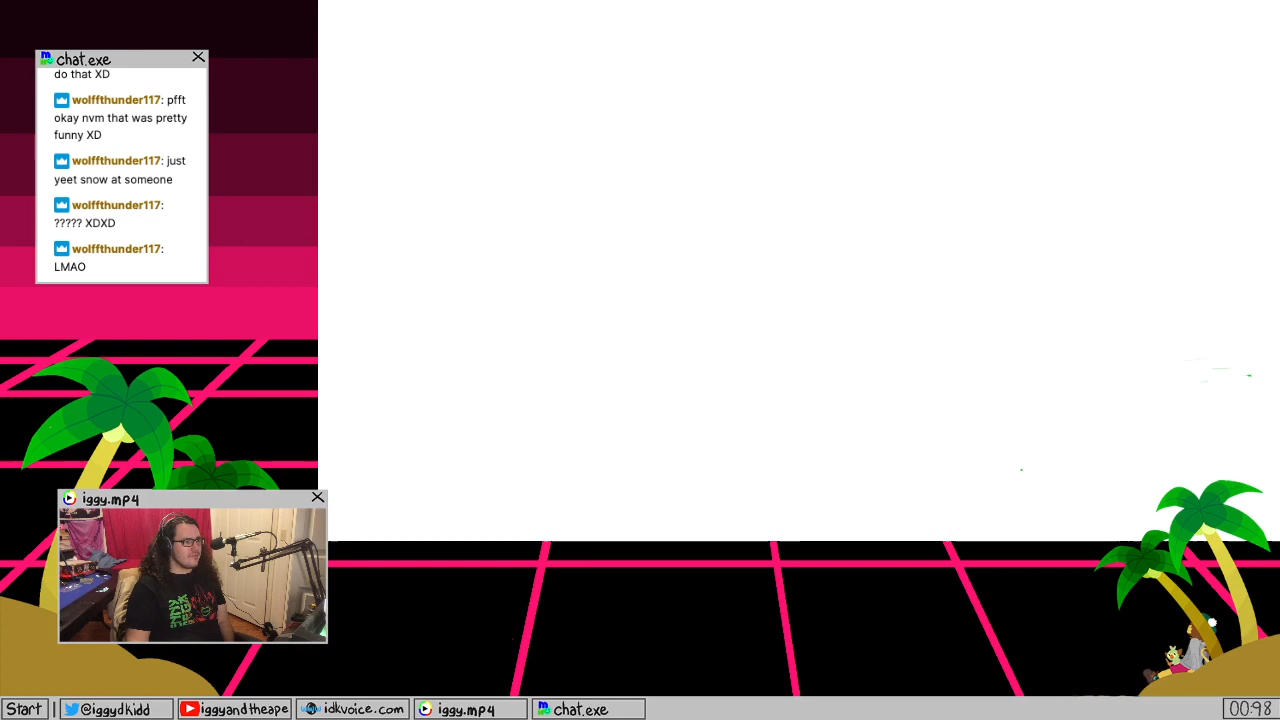 chat.exe
do that XD
wolffthunder117: pfft
okay nvm that was pretty
funny XD
wolffthunder117: just
yeet snow at someone
wolffthunder117:
????? XDXD
wolffthunder117:
LMAO
iggy.mp4
Start | @iggydkidd iggyandtheape idkvoice.com iggy.mp4 chat.exe 00:98